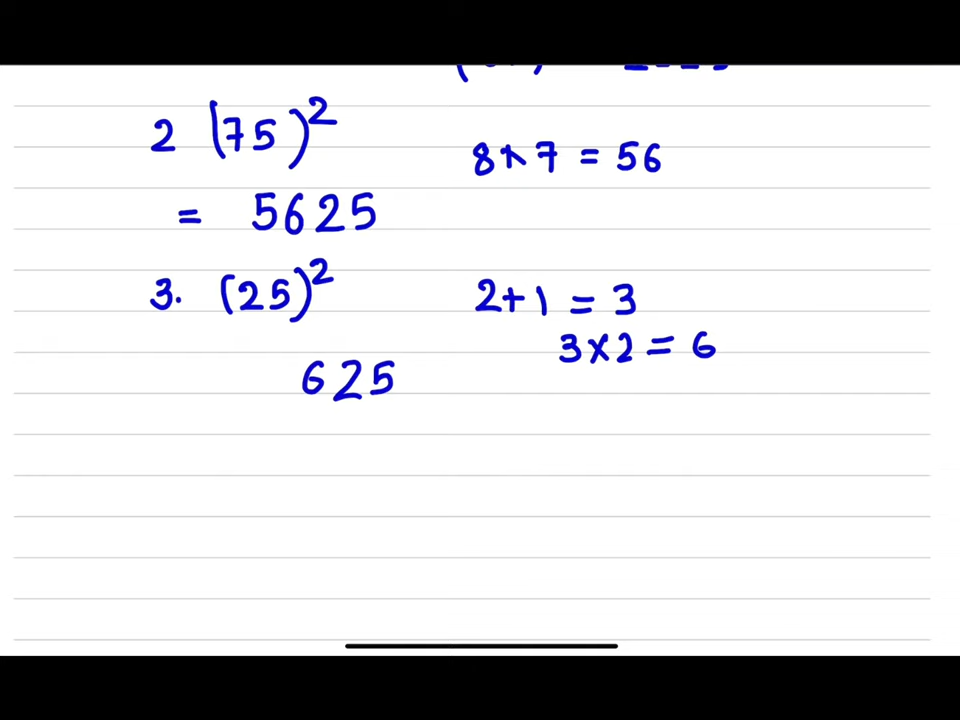 2 (75)²
8×7 = 56
= 5625
3. (25)²
2+1 = 3
3×2 = 6
625